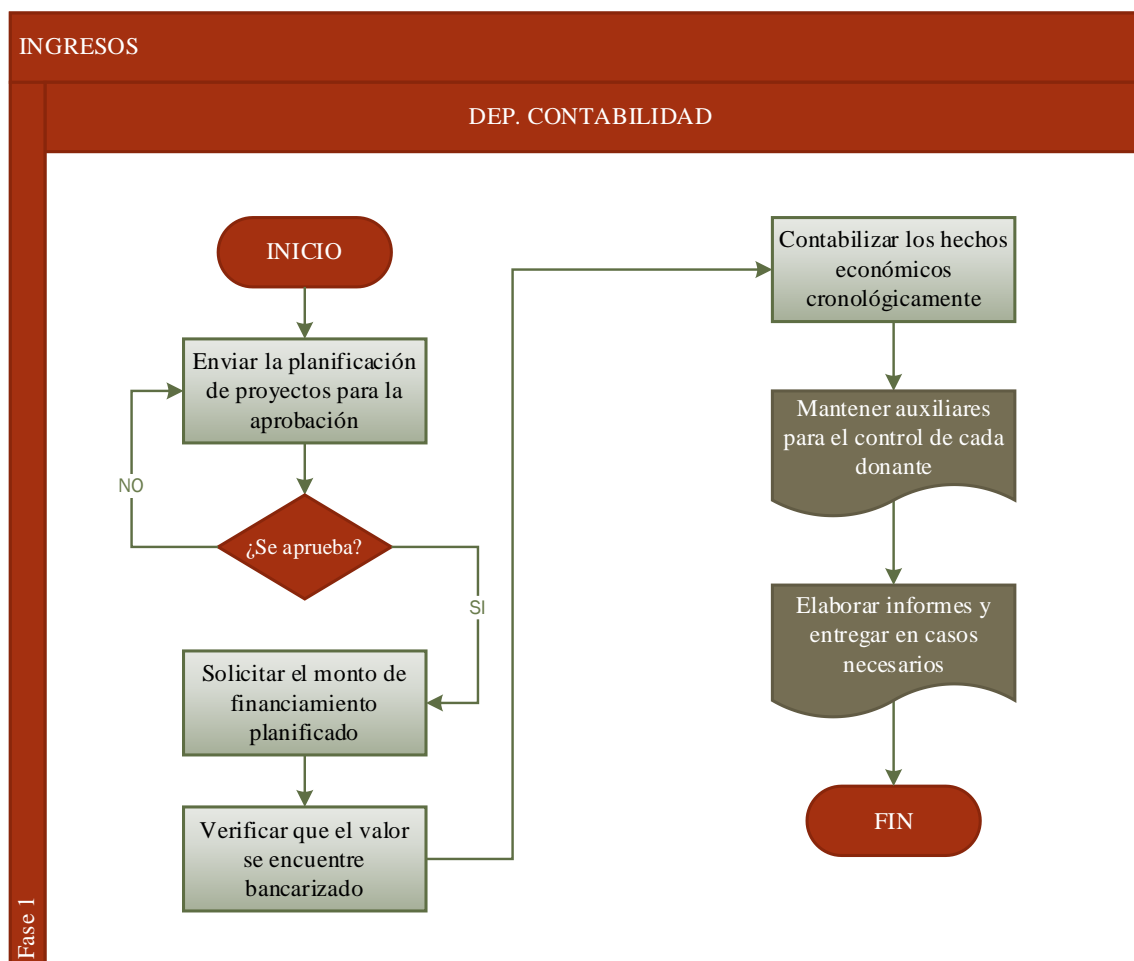 INGRESOS
DEP. CONTABILIDAD
Fase 1
INICIO
Enviar la planificación
de proyectos para la
aprobación
¿Se aprueba?
NO
SI
Solicitar el monto de
financiamiento
planificado
Verificar que el valor
se encuentre
bancarizado
Contabilizar los hechos
económicos
cronológicamente
Mantener auxiliares
para el control de cada
donante
Elaborar informes y
entregar en casos
necesarios
FIN